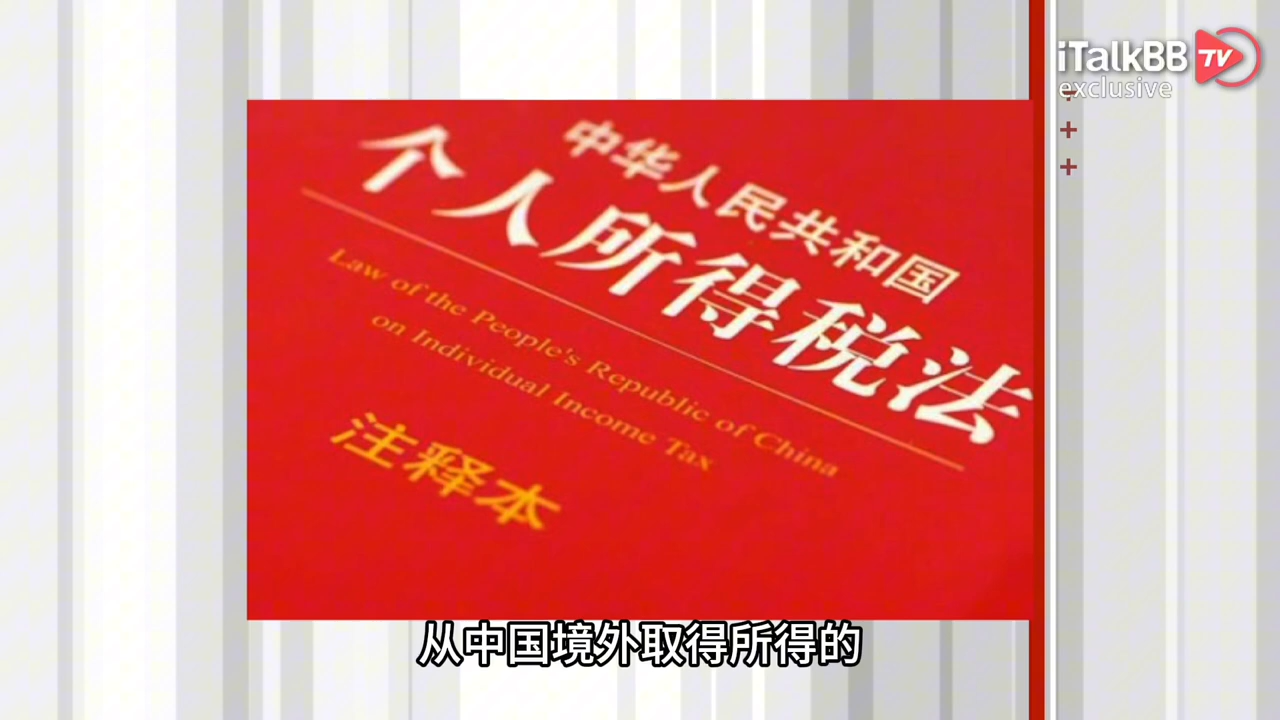 iTalkBB TV
exclusive
中华人民共和国
个人所得税法
Law of the People's Republic of China
on Individual Income Tax
注释本
从中国境外取得所得的